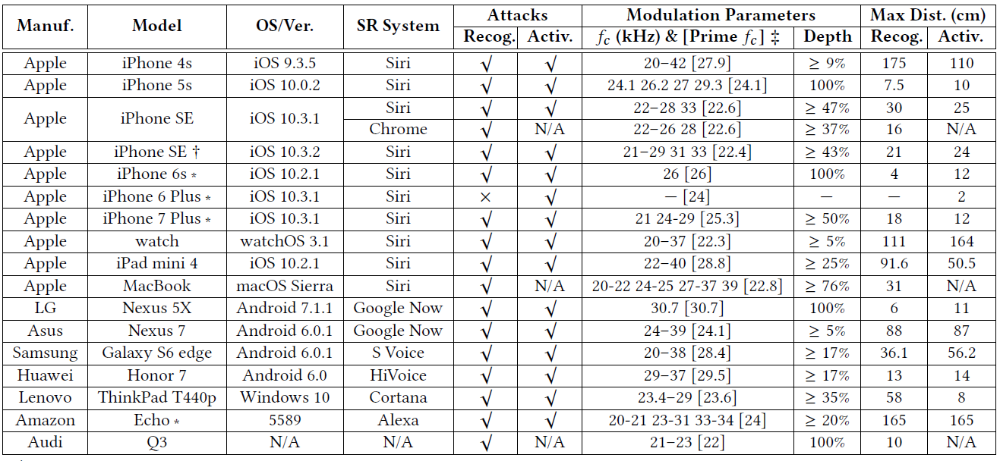 Manuf. Model OS/Ver. SR System Attacks Modulation Parameters Max Dist. (cm)
Recog. Activ. fc (kHz) & [Prime fc] ‡ Depth Recog. Activ.
Apple iPhone 4s iOS 9.3.5 Siri √ √ 20–42 [27.9] ≥ 9% 175 110
Apple iPhone 5s iOS 10.0.2 Siri √ √ 24.1 26.2 27 29.3 [24.1] 100% 7.5 10
Apple iPhone SE iOS 10.3.1 Siri √ √ 22–28 33 [22.6] ≥ 47% 30 25
Chrome √ N/A 22–26 28 [22.6] ≥ 37% 16 N/A
Apple iPhone SE † iOS 10.3.2 Siri √ √ 21–29 31 33 [22.4] ≥ 43% 21 24
Apple iPhone 6s * iOS 10.2.1 Siri √ √ 26 [26] 100% 4 12
Apple iPhone 6 Plus * iOS 10.3.1 Siri × √ — [24] — — 2
Apple iPhone 7 Plus * iOS 10.3.1 Siri √ √ 21 24-29 [25.3] ≥ 50% 18 12
Apple watch watchOS 3.1 Siri √ √ 20–37 [22.3] ≥ 5% 111 164
Apple iPad mini 4 iOS 10.2.1 Siri √ √ 22–40 [28.8] ≥ 25% 91.6 50.5
Apple MacBook macOS Sierra Siri √ N/A 20-22 24-25 27-37 39 [22.8] ≥ 76% 31 N/A
LG Nexus 5X Android 7.1.1 Google Now √ √ 30.7 [30.7] 100% 6 11
Asus Nexus 7 Android 6.0.1 Google Now √ √ 24–39 [24.1] ≥ 5% 88 87
Samsung Galaxy S6 edge Android 6.0.1 S Voice √ √ 20–38 [28.4] ≥ 17% 36.1 56.2
Huawei Honor 7 Android 6.0 HiVoice √ √ 29–37 [29.5] ≥ 17% 13 14
Lenovo ThinkPad T440p Windows 10 Cortana √ √ 23.4–29 [23.6] ≥ 35% 58 8
Amazon Echo * 5589 Alexa √ √ 20-21 23-31 33-34 [24] ≥ 20% 165 165
Audi Q3 N/A N/A √ N/A 21–23 [22] 100% 10 N/A